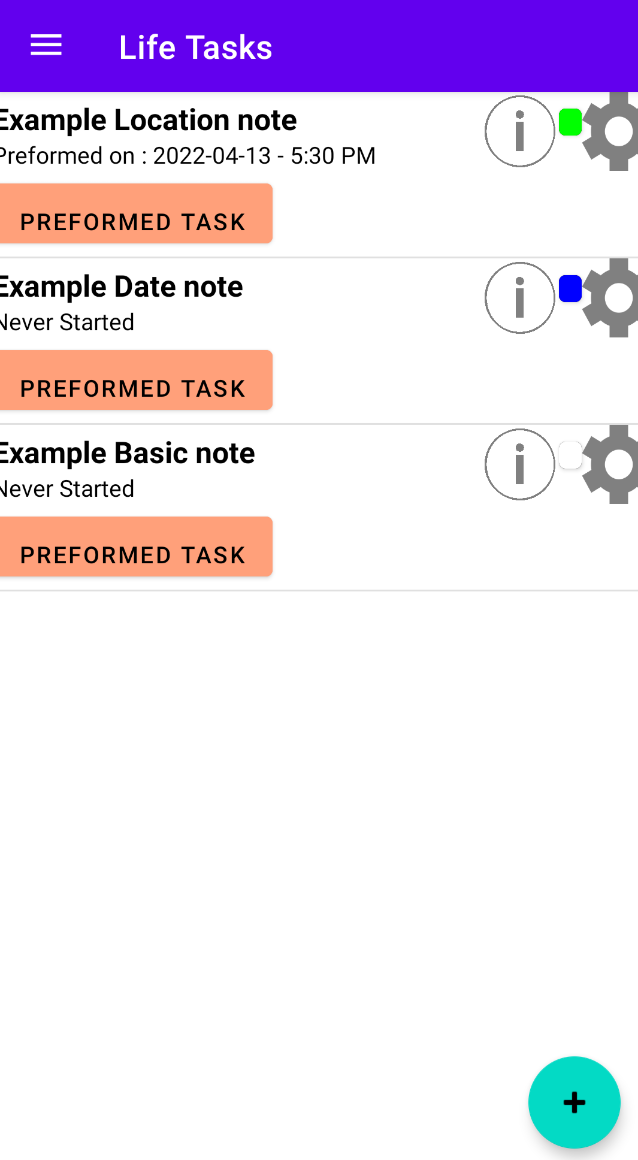 Life Tasks
Example Location note
Preformed on : 2022-04-13 - 5:30 PM
PREFORMED TASK
Example Date note
Never Started
PREFORMED TASK
Example Basic note
Never Started
PREFORMED TASK